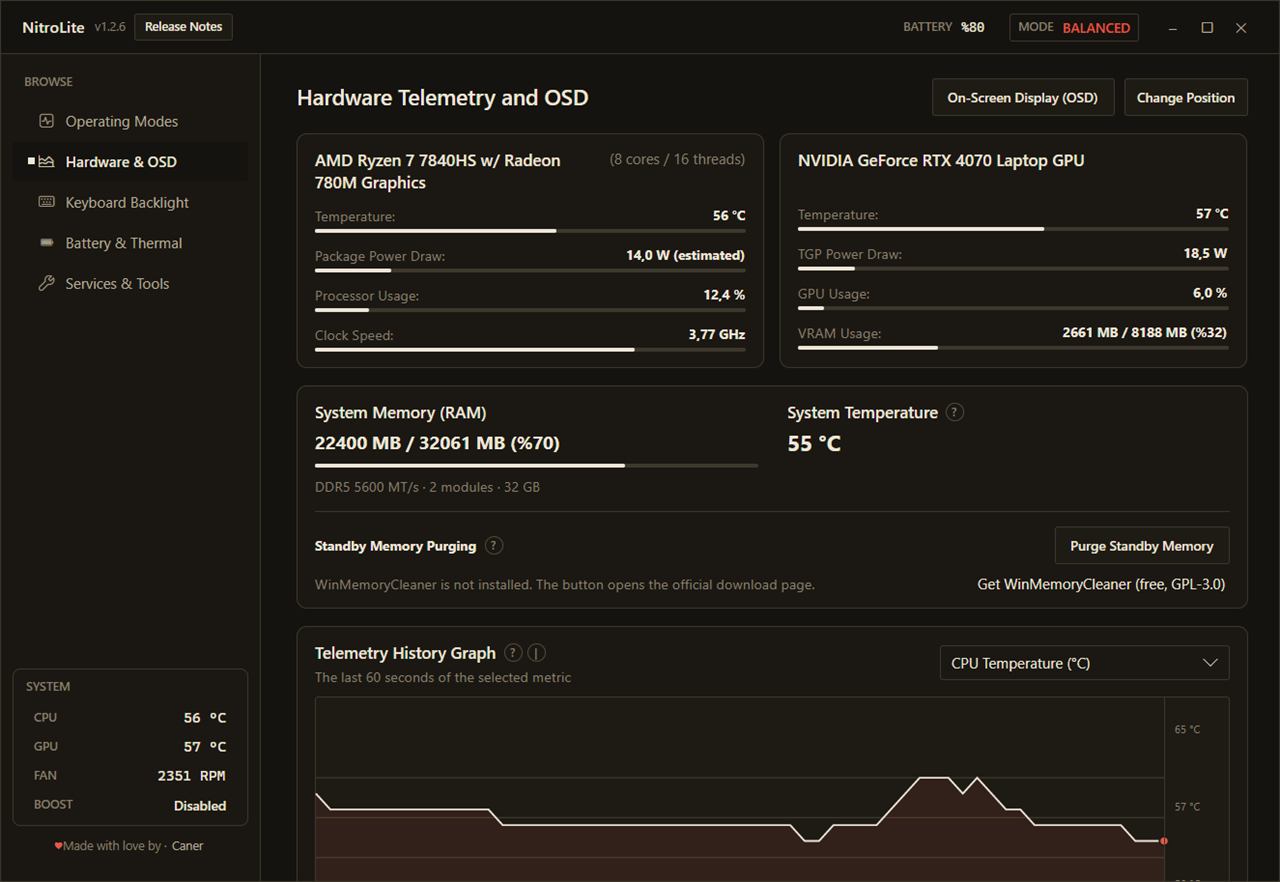 NitroLite v1.2.6 Release Notes
BATTERY %80 MODE BALANCED
BROWSE
Operating Modes
Hardware & OSD
Keyboard Backlight
Battery & Thermal
Services & Tools
SYSTEM
CPU 56 °C
GPU 57 °C
FAN 2351 RPM
BOOST Disabled
Made with love by · Caner
Hardware Telemetry and OSD
On-Screen Display (OSD)
Change Position
AMD Ryzen 7 7840HS w/ Radeon
780M Graphics
(8 cores / 16 threads)
Temperature: 56 °C
Package Power Draw: 14,0 W (estimated)
Processor Usage: 12,4 %
Clock Speed: 3,77 GHz
NVIDIA GeForce RTX 4070 Laptop GPU
Temperature: 57 °C
TGP Power Draw: 18,5 W
GPU Usage: 6,0 %
VRAM Usage: 2661 MB / 8188 MB (%32)
System Memory (RAM)
22400 MB / 32061 MB (%70)
DDR5 5600 MT/s · 2 modules · 32 GB
System Temperature ?
55 °C
Standby Memory Purging ?
Purge Standby Memory
WinMemoryCleaner is not installed. The button opens the official download page.
Get WinMemoryCleaner (free, GPL-3.0)
Telemetry History Graph ? |
The last 60 seconds of the selected metric
CPU Temperature (°C)
65 °C
57 °C